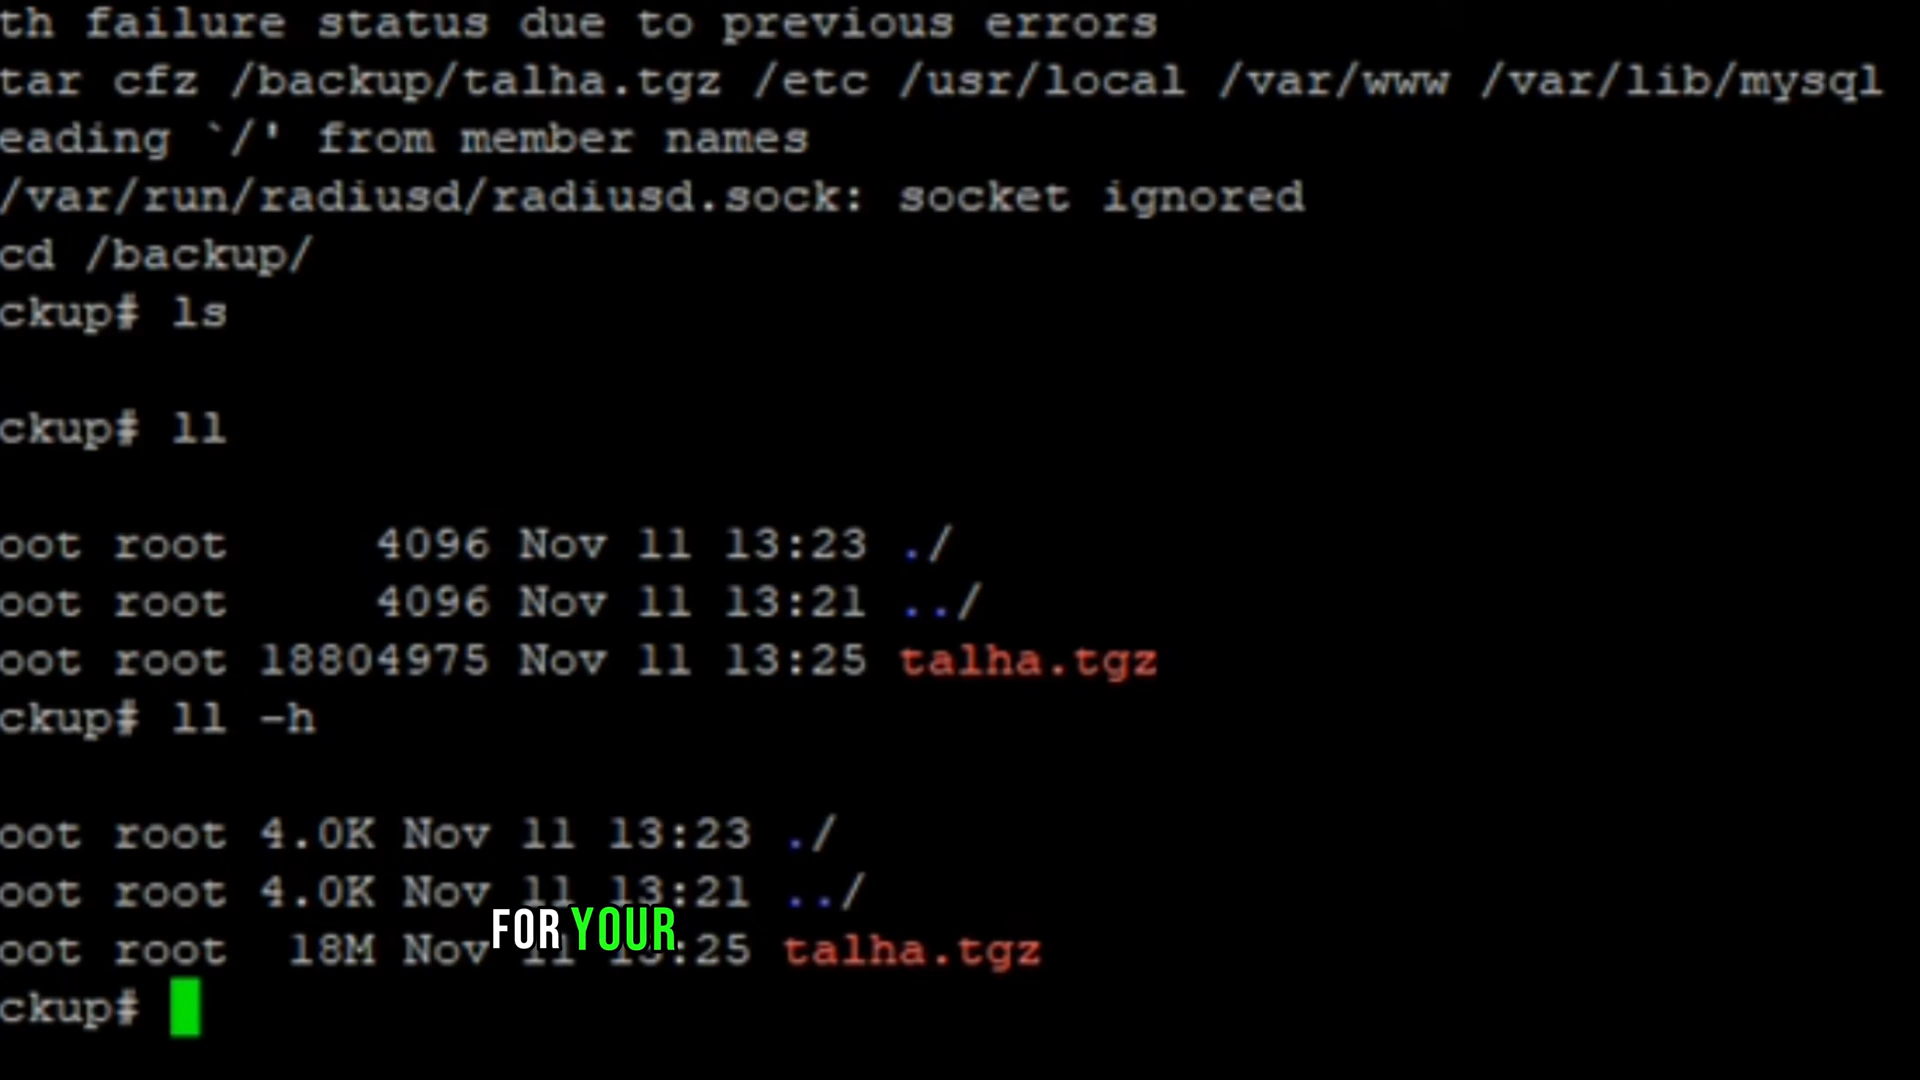 th failure status due to previous errors
tar cfz /backup/talha.tgz /etc /usr/local /var/www /var/lib/mysql
eading `/' from member names
/var/run/radiusd/radiusd.sock: socket ignored
cd /backup/
ckup# ls
ckup# ll
oot root 4096 Nov 11 13:23 ./
oot root 4096 Nov 11 13:21 ../
oot root 18804975 Nov 11 13:25 talha.tgz
ckup# ll -h
oot root 4.0K Nov 11 13:23 ./
oot root 4.0K Nov 11 13:21 ../
FOR YOUR
oot root 18M Nov 11 13:25 talha.tgz
ckup#